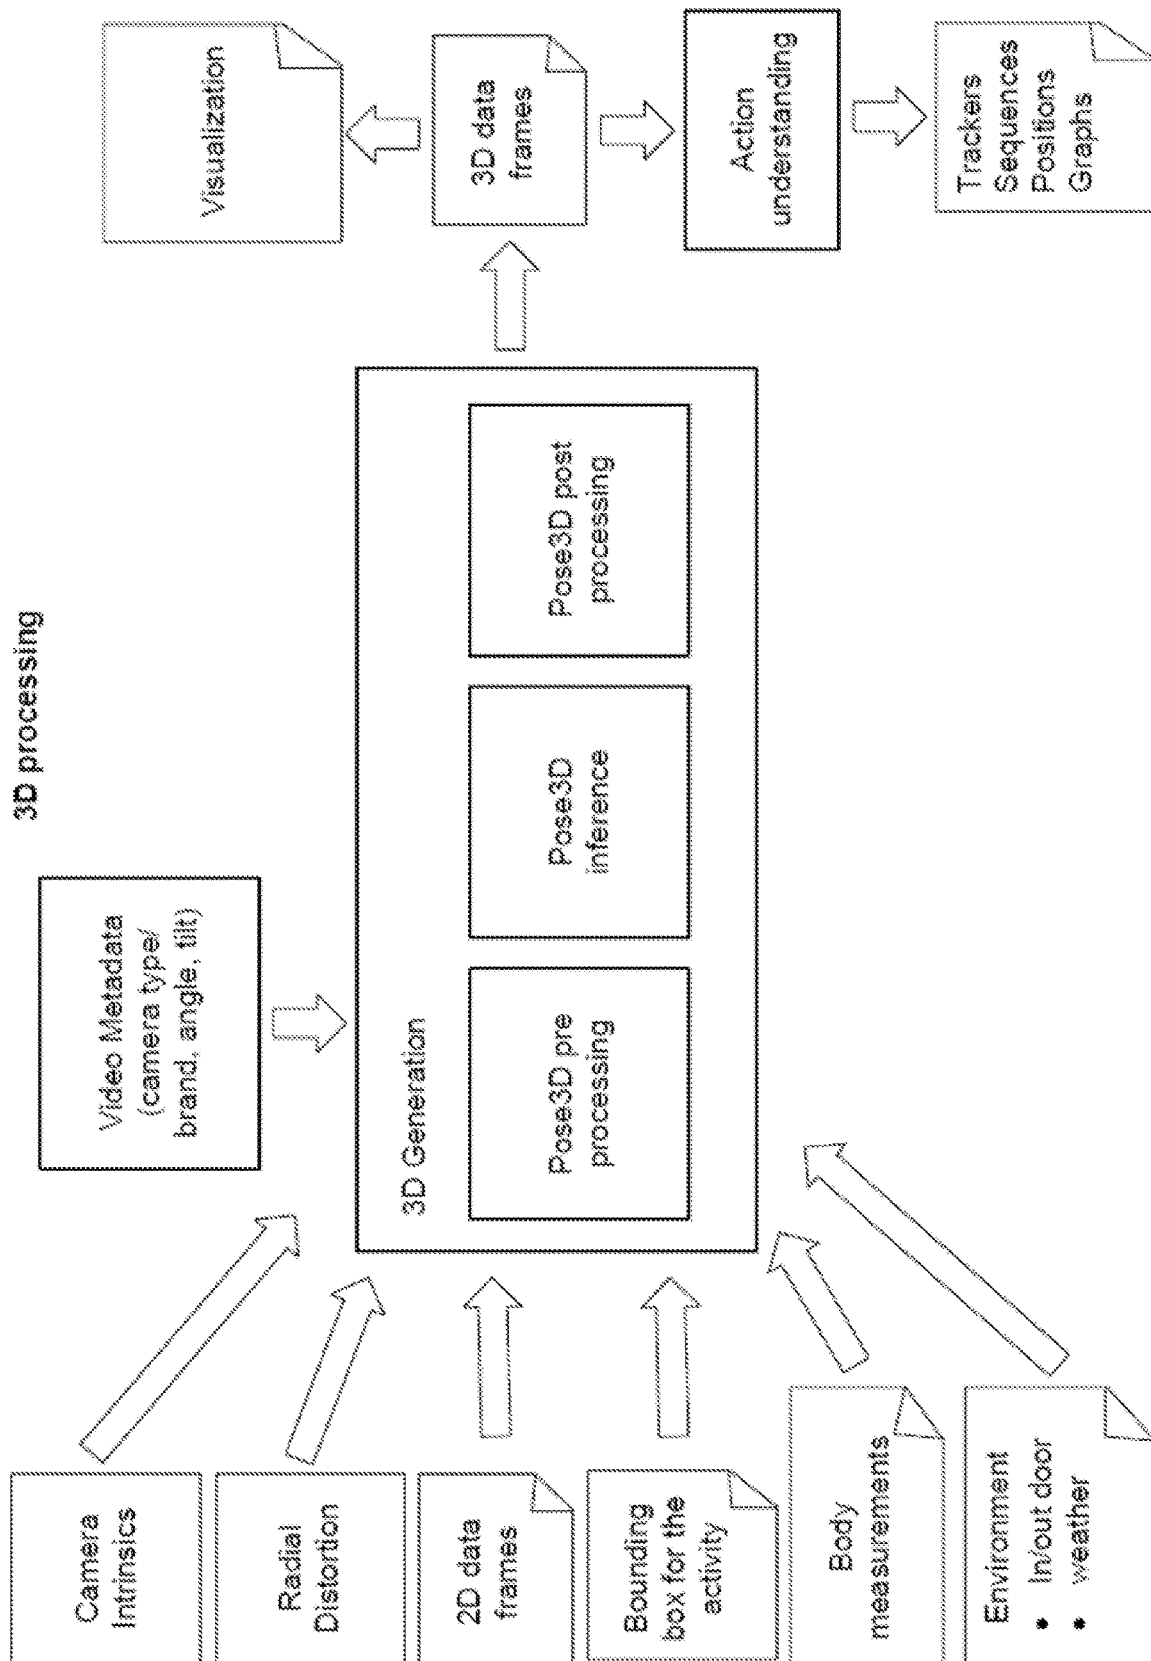 3D processing
Camera
Intrinsics
Radial
Distortion
2D data
frames
Bounding
box for the
activity
Body
measurements
Environment
• In/out door
• weather
Video Metadata
(camera type/
brand, angle, tilt)
3D Generation
Pose3D pre
processing
Pose3D
inference
Pose3D post
processing
Visualization
3D data
frames
Action
understanding
Trackers
Sequences
Positions
Graphs